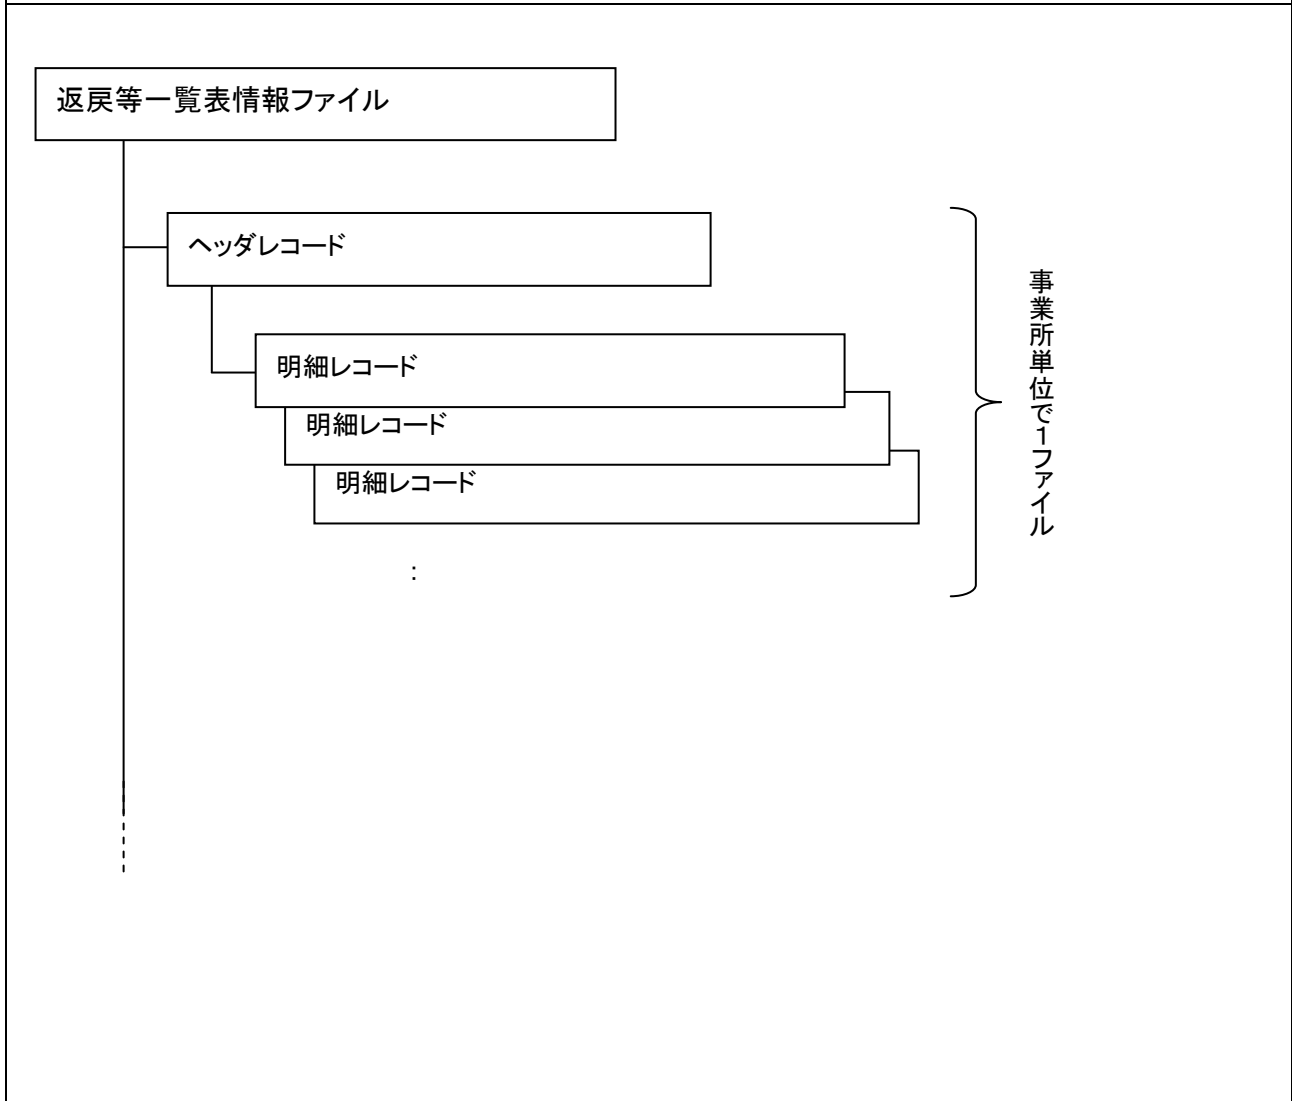 返戻等一覧表情報ファイル
ヘッダレコード
明細レコード
明細レコード
明細レコード
:
事業所単位で1ファイル